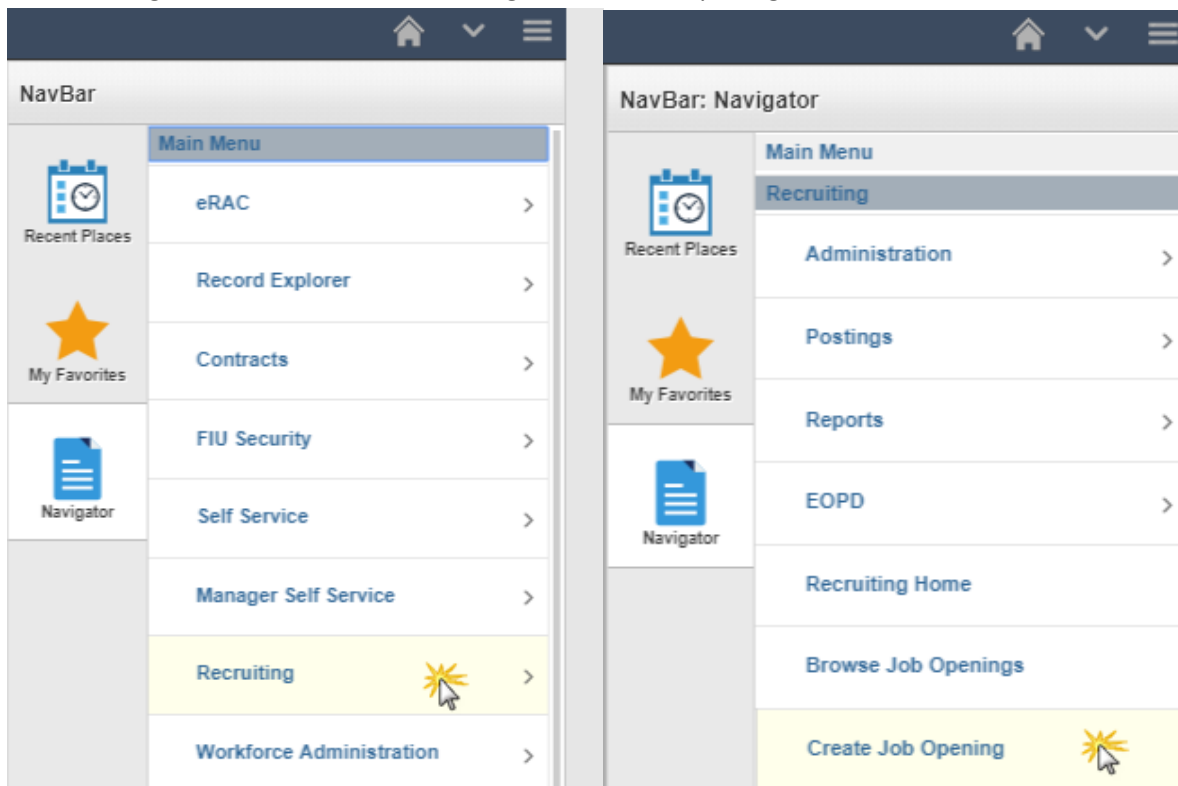 NavBar
Main Menu
eRAC
Recent Places
Record Explorer
My Favorites
Contracts
FIU Security
Navigator
Self Service
Manager Self Service
Recruiting
Workforce Administration
NavBar: Navigator
Main Menu
Recruiting
Recent Places
Administration
Postings
My Favorites
Reports
EOPD
Navigator
Recruiting Home
Browse Job Openings
Create Job Opening